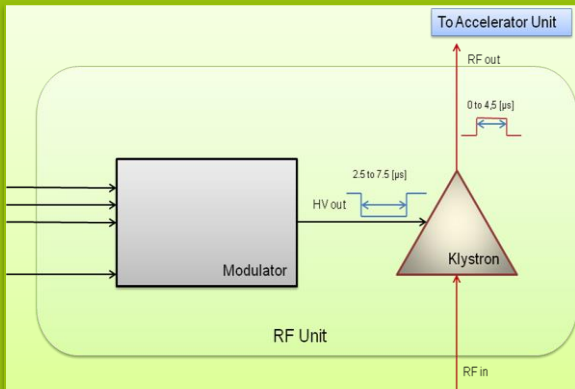 To Accelerator Unit
RF out
0 to 4,5 [µs]
2.5 to 7.5 [µs]
HV out
Modulator
Klystron
RF Unit
RF in